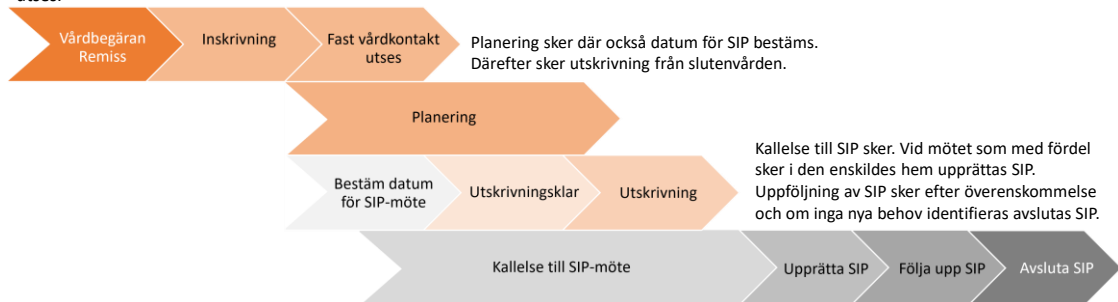 utses.
Vårdbegäran
Remiss
Inskrivning
Fast vårdkontakt
utses
Planering sker där också datum för SIP bestäms.
Därefter sker utskrivning från slutenvården.
Planering
Kallelse till SIP sker. Vid mötet som med fördel
sker i den enskildes hem upprättas SIP.
Uppföljning av SIP sker efter överenskommelse
och om inga nya behov identifieras avslutas SIP.
Bestäm datum
för SIP-möte
Utskrivningsklar
Utskrivning
Kallelse till SIP-möte
Upprätta SIP
Följa upp SIP
Avsluta SIP